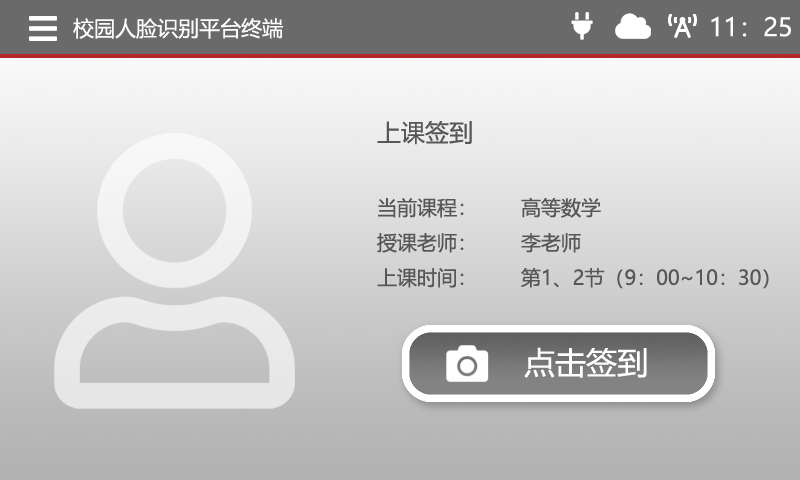 校园人脸识别平台终端 11：25
上课签到
当前课程： 高等数学
授课老师： 李老师
上课时间： 第1、2节（9：00~10：30）
点击签到